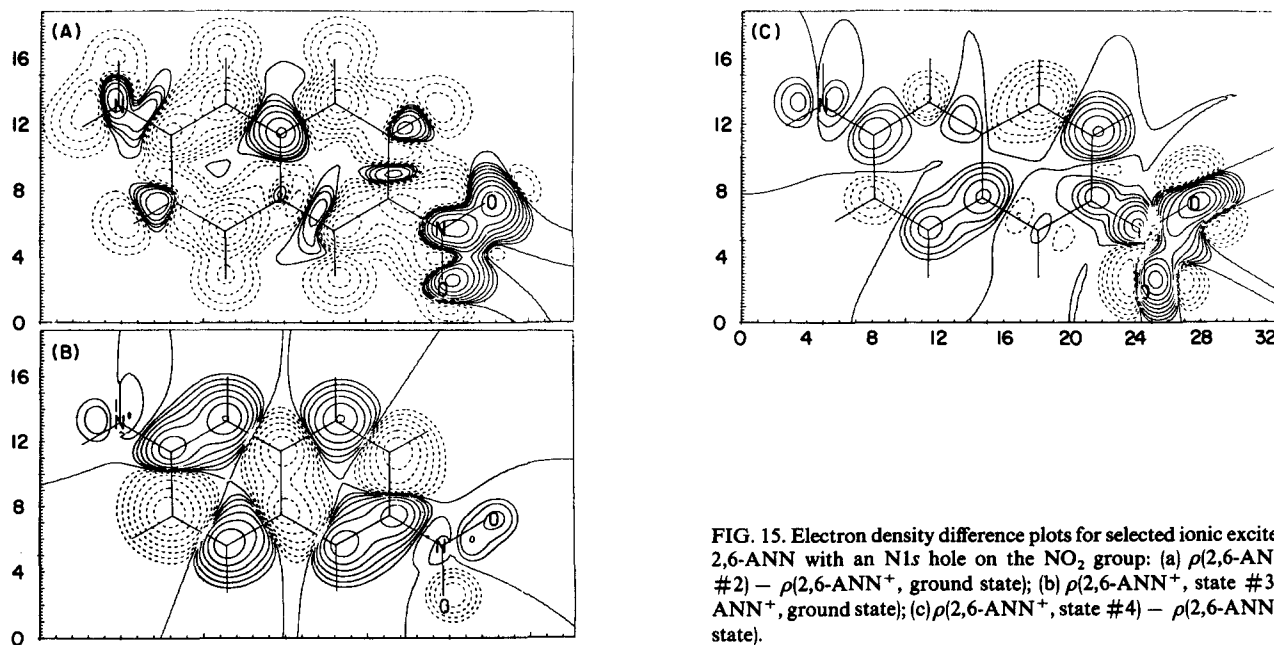 (A)
16
12
8
4
0
N
O
N
O
(B)
16
12
8
4
0
N
O
N
O
(C)
16
12
8
4
0
N
O
0 4 8 12 16 20 24 28 32
FIG. 15. Electron density difference plots for selected ionic excite
2,6-ANN with an N1s hole on the NO₂ group: (a) ρ(2,6-AN
#2) − ρ(2,6-ANN⁺, ground state); (b) ρ(2,6-ANN⁺, state #3
ANN⁺, ground state); (c) ρ(2,6-ANN⁺, state #4) − ρ(2,6-ANN
state).